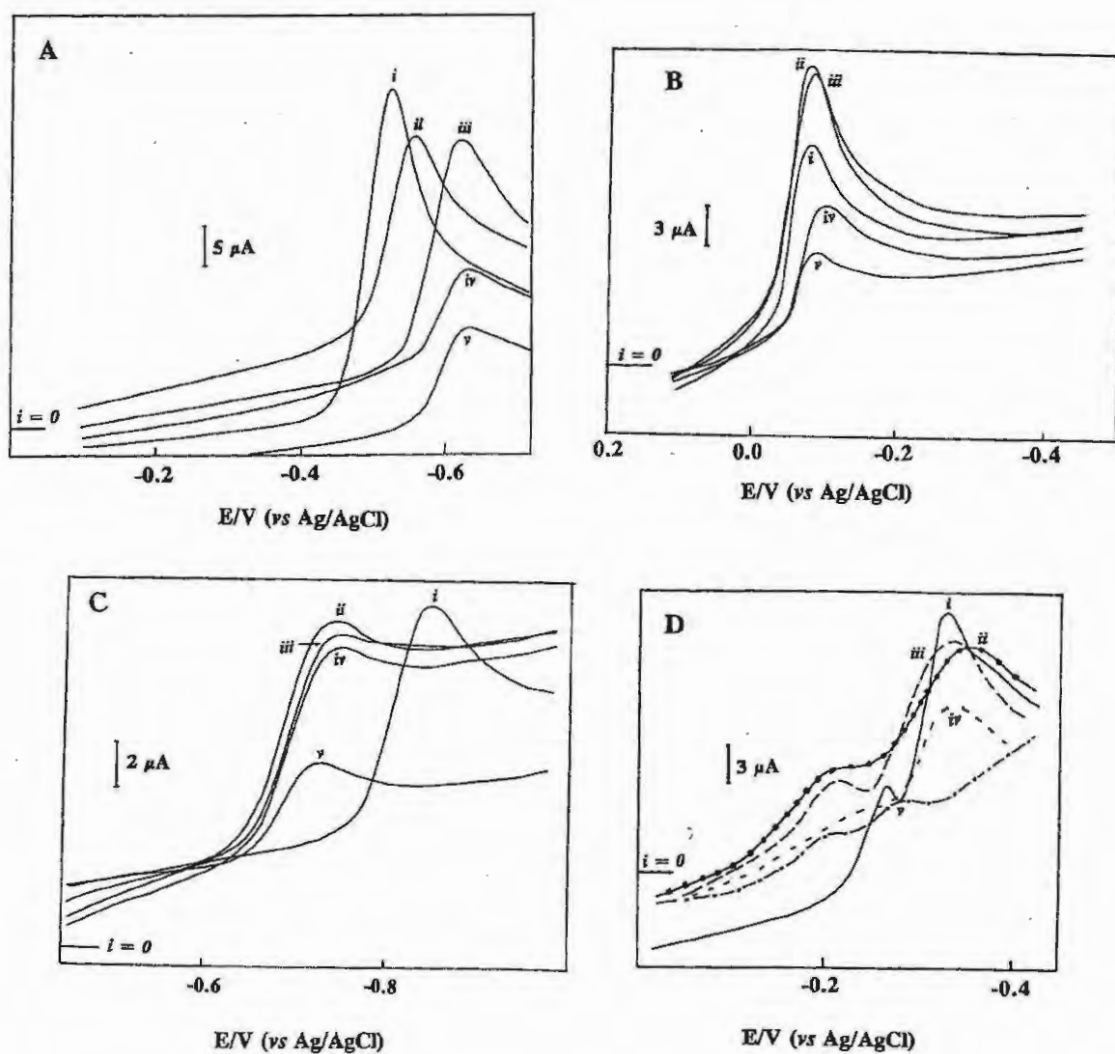 A
i
ii
iii
5 µA
iv
v
i = 0
-0.2
-0.4
-0.6
E/V (vs Ag/AgCl)
B
ii
iii
i
3 µA
iv
v
i = 0
0.2
0.0
-0.2
-0.4
E/V (vs Ag/AgCl)
C
ii
i
iii
iv
2 µA
v
i = 0
-0.6
-0.8
E/V (vs Ag/AgCl)
D
i
iii
ii
iv
3 µA
v
i = 0
-0.2
-0.4
E/V (vs Ag/AgCl)